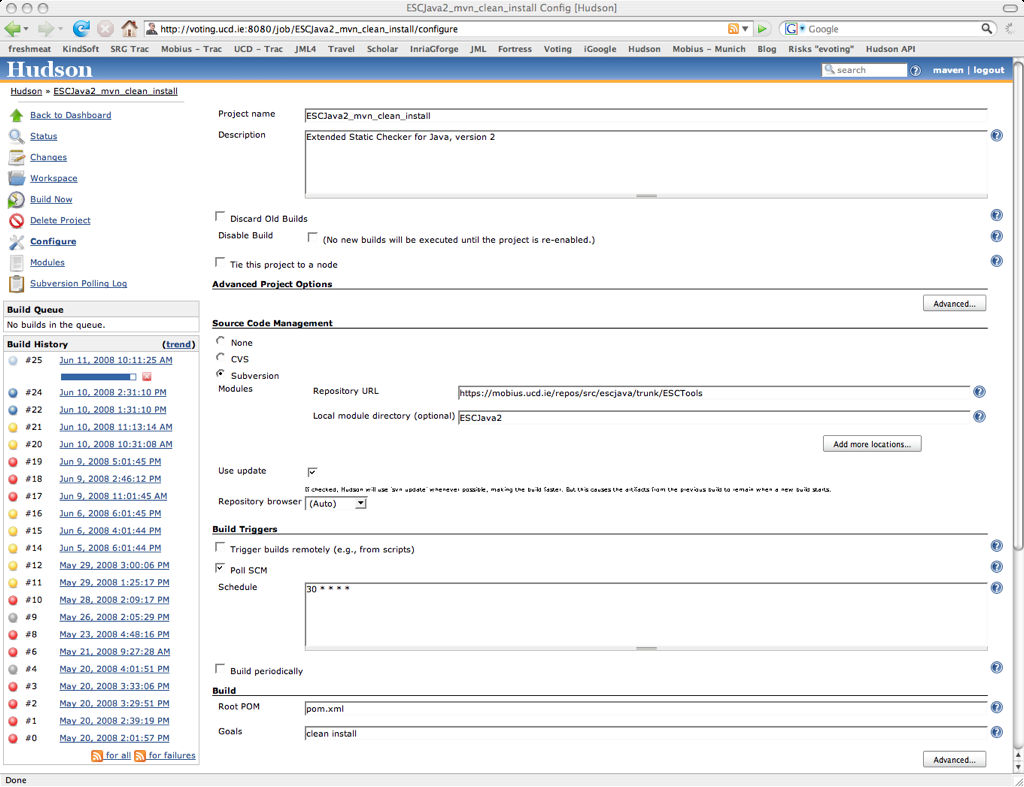 ESCJava2_mvn_clean_install Config [Hudson]
http://voting.ucd.ie:8080/job/ESCJava2_mvn_clean_install/configure
G Google
freshmeat KindSoft SRG Trac Mobius – Trac UCD – Trac JML4 Travel Scholar InriaGforge JML Fortress Voting iGoogle Hudson Mobius – Munich Blog Risks "evoting" Hudson API
Hudson
search
? maven | logout
Hudson » ESCJava2_mvn_clean_install
Back to Dashboard
Status
Changes
Workspace
Build Now
Delete Project
Configure
Modules
Subversion Polling Log
Build Queue
No builds in the queue.
Build History (trend)
#25 Jun 11, 2008 10:11:25 AM
#24 Jun 10, 2008 2:31:10 PM
#22 Jun 10, 2008 1:31:10 PM
#21 Jun 10, 2008 11:13:14 AM
#20 Jun 10, 2008 10:31:08 AM
#19 Jun 9, 2008 5:01:45 PM
#18 Jun 9, 2008 2:46:12 PM
#17 Jun 9, 2008 11:01:45 AM
#16 Jun 6, 2008 6:01:45 PM
#15 Jun 6, 2008 4:01:44 PM
#14 Jun 5, 2008 6:01:44 PM
#12 May 29, 2008 3:00:06 PM
#11 May 29, 2008 1:25:17 PM
#10 May 28, 2008 2:09:17 PM
#9 May 26, 2008 2:05:29 PM
#8 May 23, 2008 4:48:16 PM
#6 May 21, 2008 9:27:28 AM
#4 May 20, 2008 4:01:51 PM
#3 May 20, 2008 3:33:06 PM
#2 May 20, 2008 3:29:51 PM
#1 May 20, 2008 2:39:19 PM
#0 May 20, 2008 2:01:57 PM
for all for failures
Project name ESCJava2_mvn_clean_install
Description Extended Static Checker for Java, version 2
Discard Old Builds
Disable Build (No new builds will be executed until the project is re-enabled.)
Tie this project to a node
Advanced Project Options
Advanced...
Source Code Management
None
CVS
Subversion
Modules Repository URL https://mobius.ucd.ie/repos/src/escjava/trunk/ESCTools
Local module directory (optional) ESCJava2
Add more locations...
Use update
If checked, Hudson will use 'svn update' whenever possible, making the build faster. But this causes the artifacts from the previous build to remain when a new build starts.
Repository browser (Auto)
Build Triggers
Trigger builds remotely (e.g., from scripts)
Poll SCM
Schedule 30 * * * *
Build periodically
Build
Root POM pom.xml
Goals clean install
Advanced...
Done